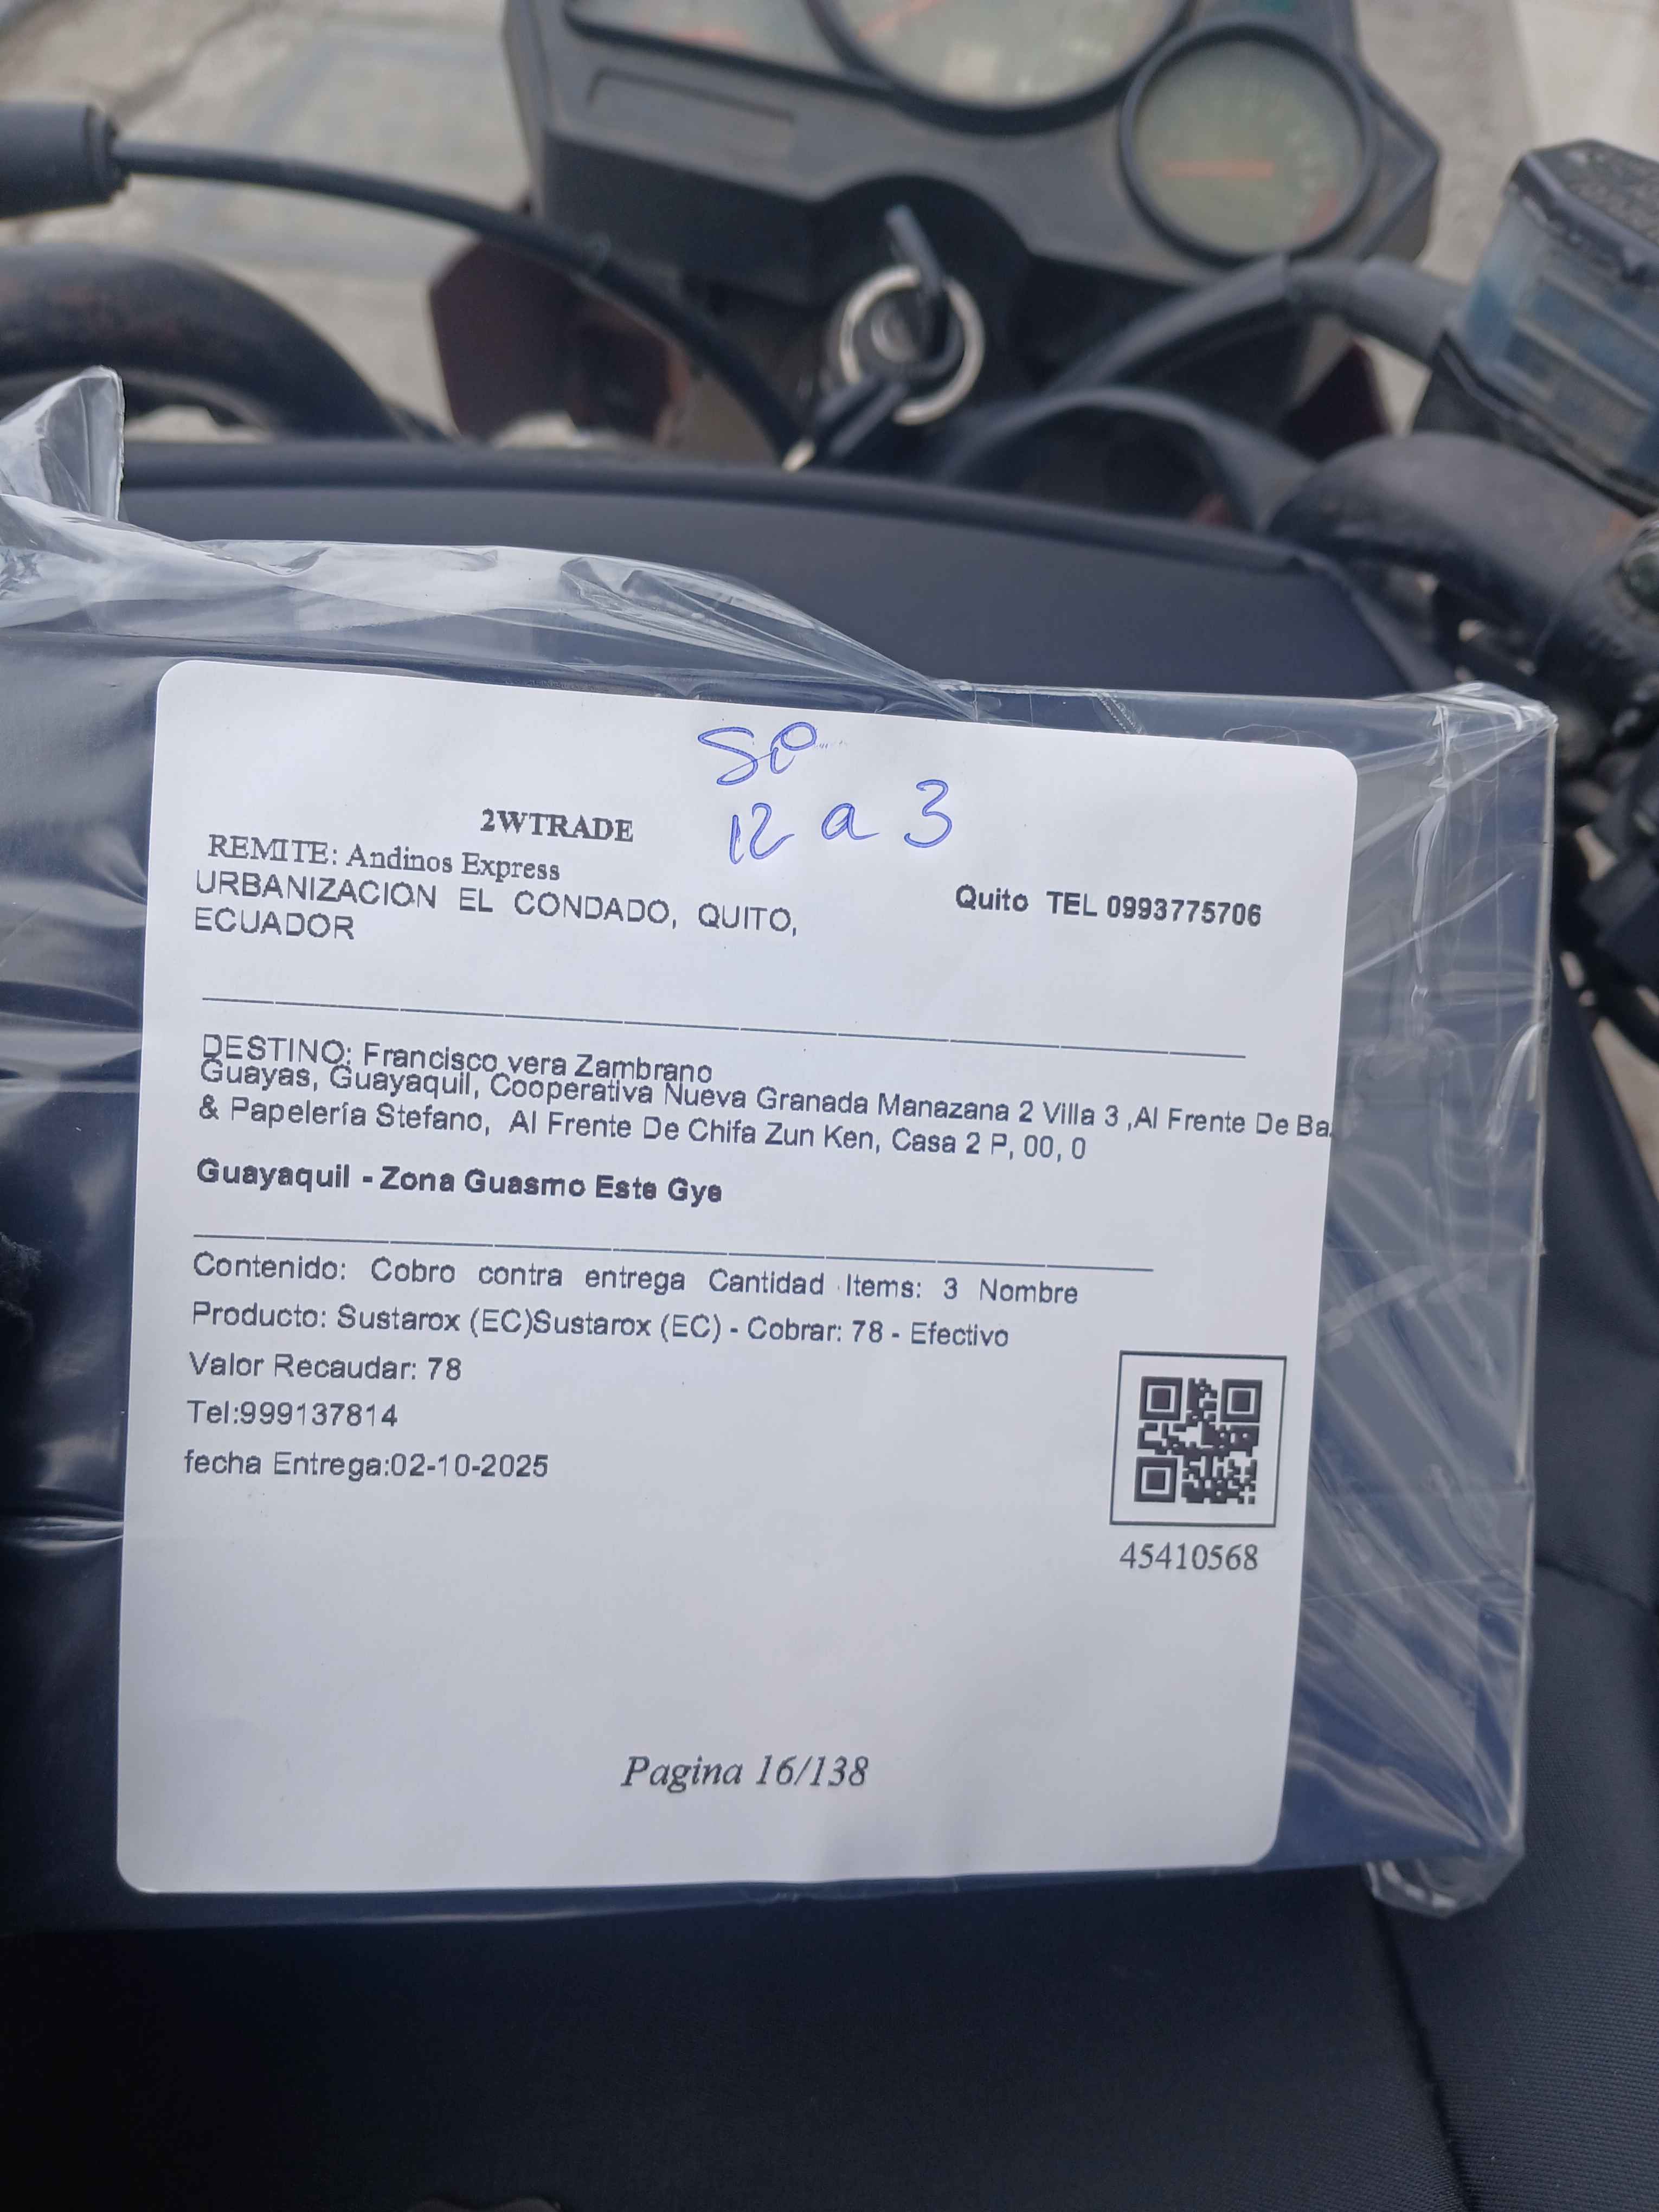 si
12 a 3
2WTRADE
REMITE: Andinos Express
URBANIZACION EL CONDADO, QUITO,
ECUADOR
Quito TEL 0993775706
DESTINO: Francisco vera Zambrano
Guayas, Guayaquil, Cooperativa Nueva Granada Manazana 2 Villa 3 ,Al Frente De Ba
& Papelería Stefano, Al Frente De Chifa Zun Ken, Casa 2 P, 00, 0
Guayaquil - Zona Guasmo Este Gye
Contenido: Cobro contra entrega Cantidad Items: 3 Nombre
Producto: Sustarox (EC)Sustarox (EC) - Cobrar: 78 - Efectivo
Valor Recaudar: 78
Tel:999137814
fecha Entrega:02-10-2025
45410568
Pagina 16/138